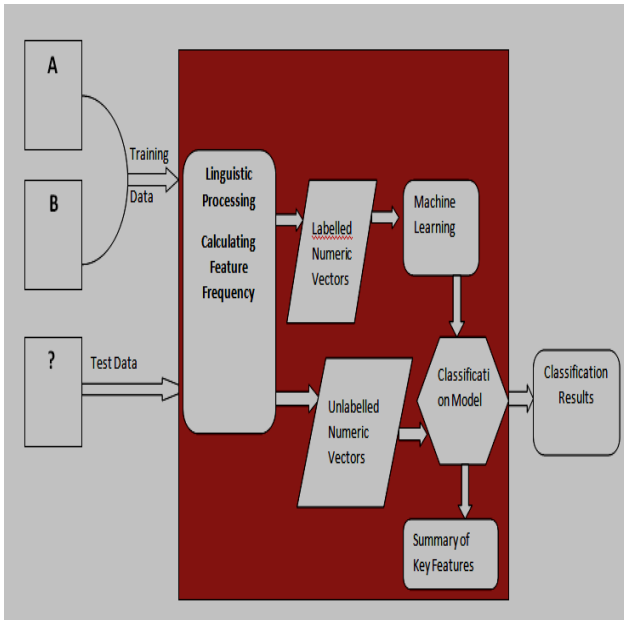 A
B
Training
Data
?
Test Data
Linguistic
Processing
Calculating
Feature
Frequency
Labelled
Numeric
Vectors
Machine
Learning
Unlabelled
Numeric
Vectors
Classificati
on Model
Classification
Results
Summary of
Key Features